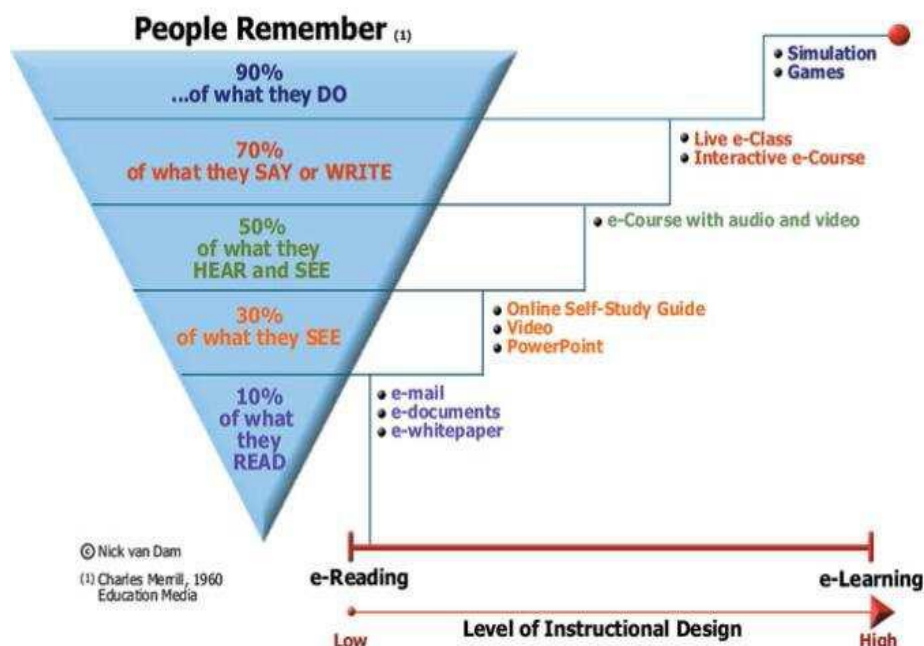 People Remember (1)
90%
...of what they DO
70%
of what they SAY or WRITE
50%
of what they
HEAR and SEE
30%
of what they SEE
10%
of what
they
READ
• Simulation
• Games
• Live e-Class
• Interactive e-Course
• e-Course with audio and video
• Online Self-Study Guide
• Video
• PowerPoint
• e-mail
• e-documents
• e-whitepaper
© Nick van Dam
(1) Charles Merrill, 1960
Education Media
e-Reading
e-Learning
Low
Level of Instructional Design
High